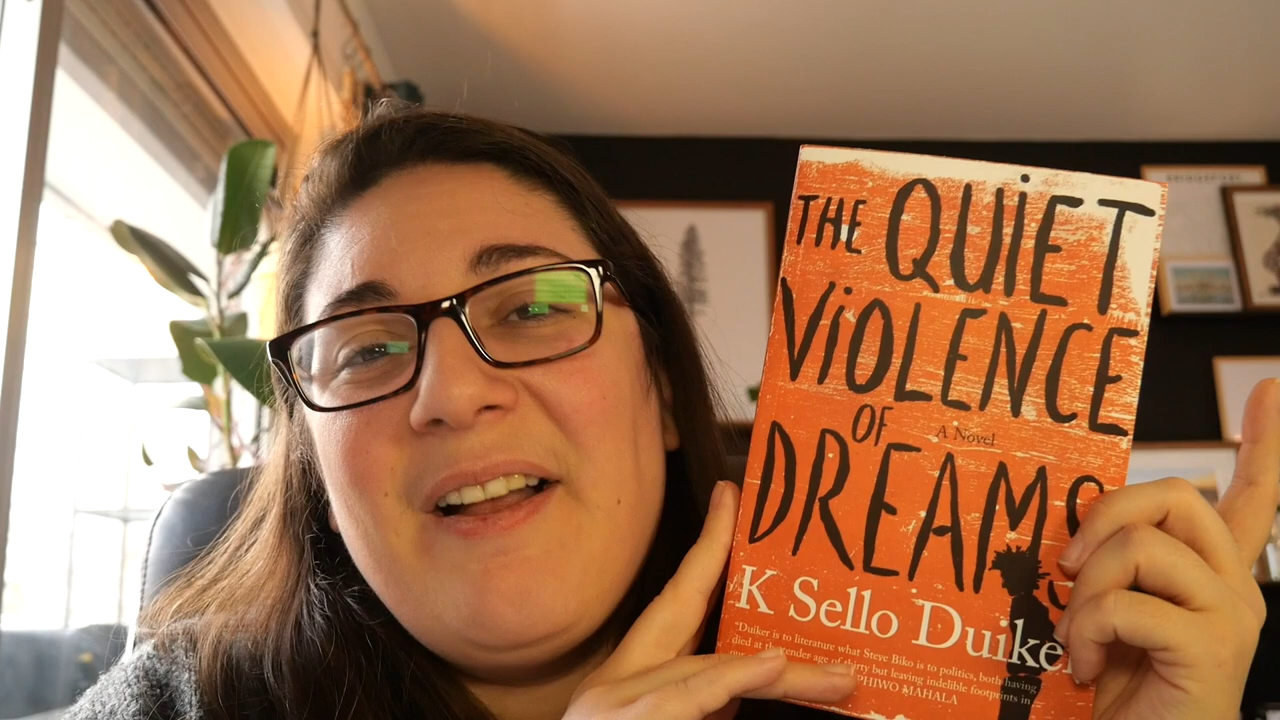 THE QUiET
ViOLENCE
OF
A Novel
DREAMS
K Sello Duiker
"Duiker is to literature what Steve Biko is to politics, both having
died at the tender age of thirty but leaving indelible footprints in
PHIWO MAHALA